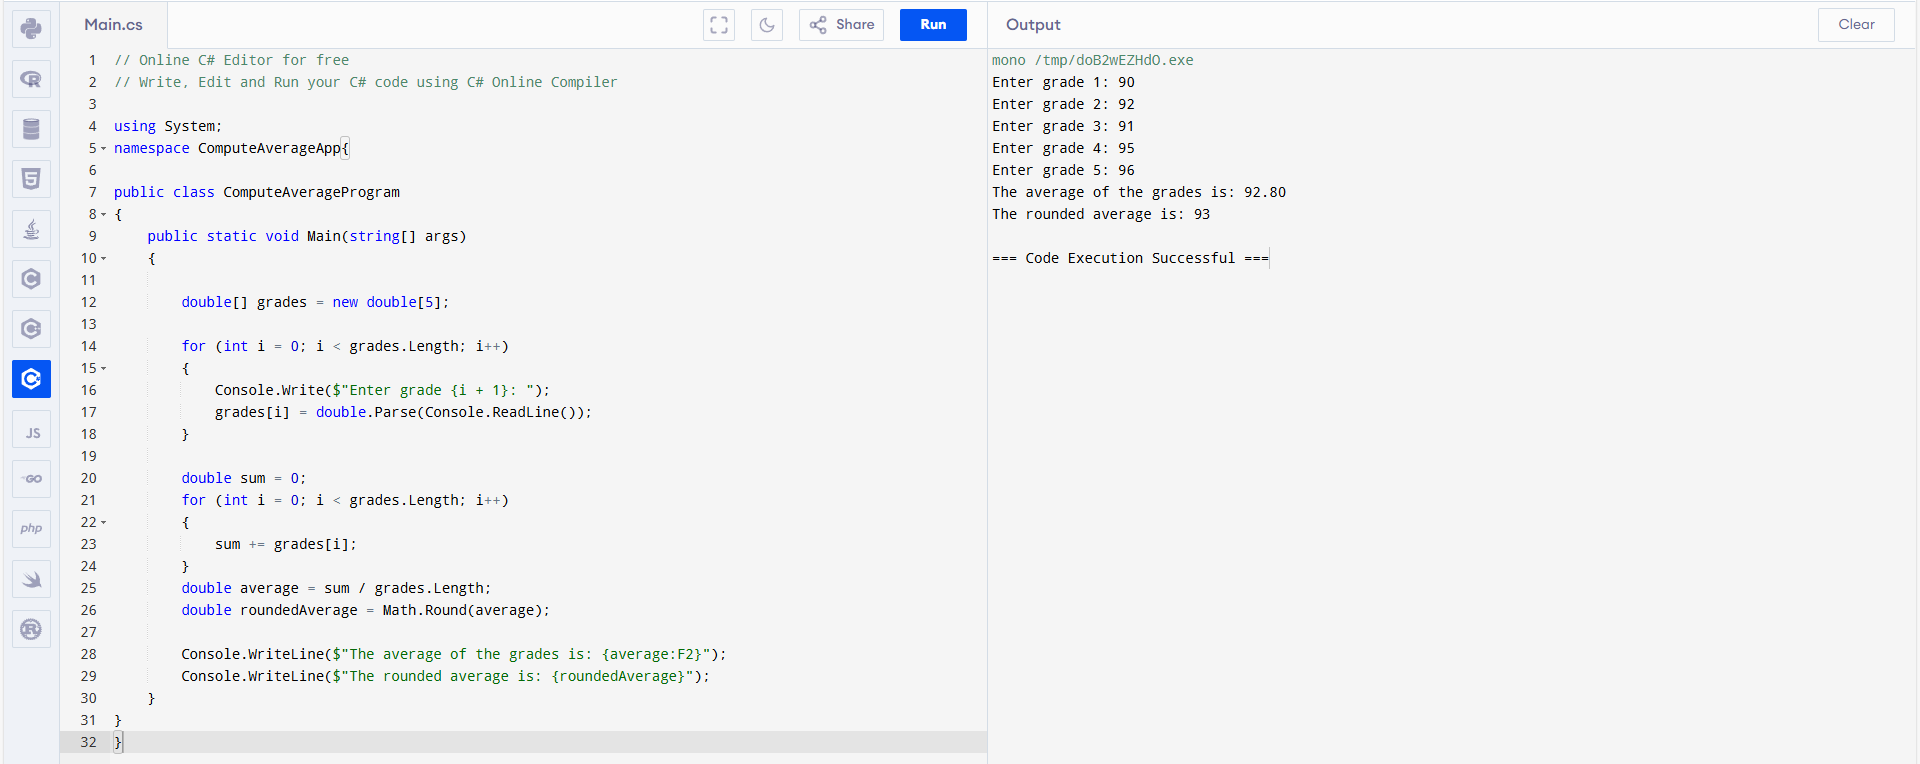 Main.cs
Share
Run
Output
Clear
1 // Online C# Editor for free
2 // Write, Edit and Run your C# code using C# Online Compiler
3
4 using System;
5 namespace ComputeAverageApp{
6
7 public class ComputeAverageProgram
8 {
9 public static void Main(string[] args)
10 {
11
12 double[] grades = new double[5];
13
14 for (int i = 0; i < grades.Length; i++)
15 {
16 Console.Write($"Enter grade {i + 1}: ");
17 grades[i] = double.Parse(Console.ReadLine());
18 }
19
20 double sum = 0;
21 for (int i = 0; i < grades.Length; i++)
22 {
23 sum += grades[i];
24 }
25 double average = sum / grades.Length;
26 double roundedAverage = Math.Round(average);
27
28 Console.WriteLine($"The average of the grades is: {average:F2}");
29 Console.WriteLine($"The rounded average is: {roundedAverage}");
30 }
31 }
32 }
mono /tmp/doB2wEZHdO.exe
Enter grade 1: 90
Enter grade 2: 92
Enter grade 3: 91
Enter grade 4: 95
Enter grade 5: 96
The average of the grades is: 92.80
The rounded average is: 93
=== Code Execution Successful ===
R
5
C
C
C
JS
GO
php
R